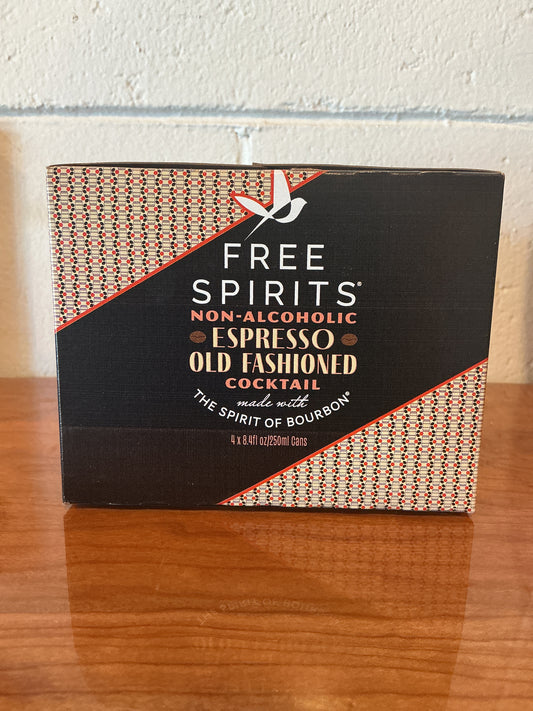 FREE
SPIRITS®
NON-ALCOHOLIC
ESPRESSO
OLD FASHIONED
COCKTAIL
made with
THE SPIRIT OF BOURBON®
4 x 8.4fl oz/250ml Cans